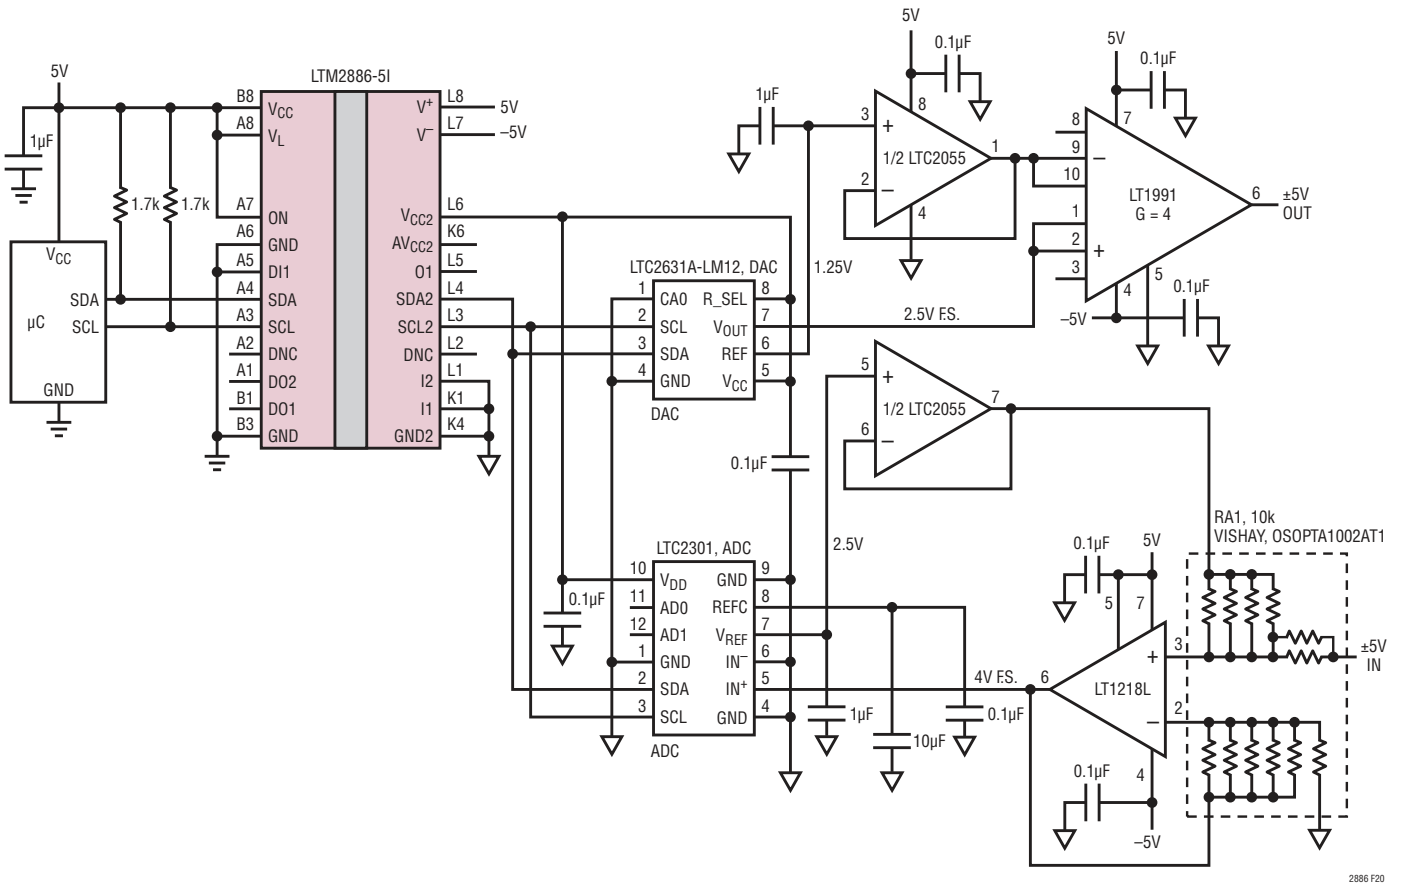 5V
1µF
1.7k
1.7k
VCC
SDA
µC
SCL
GND
LTM2886-5I
B8
VCC
A8
VL
A7
ON
A6
GND
A5
DI1
A4
SDA
A3
SCL
A2
DNC
A1
DO2
B1
DO1
B3
GND
V+
L8
5V
V–
L7
–5V
VCC2
L6
AVCC2
K6
O1
L5
SDA2
L4
SCL2
L3
DNC
L2
I2
L1
I1
K1
GND2
K4
LTC2631A-LM12, DAC
1
CA0
2
SCL
3
SDA
4
GND
R_SEL
8
VOUT
7
REF
6
VCC
5
DAC
0.1µF
1.25V
2.5V F.S.
1µF
5V
0.1µF
3
+
8
1/2 LTC2055
1
2
–
4
5V
0.1µF
7
8
9
–
10
LT1991
G = 4
1
2
+
3
6
±5V
OUT
5
4
–5V
0.1µF
5
+
1/2 LTC2055
7
6
–
2.5V
LTC2301, ADC
0.1µF
10
VDD
11
AD0
12
AD1
1
GND
2
SDA
3
SCL
GND
9
REFC
8
VREF
7
IN–
6
IN+
5
GND
4
ADC
1µF
10µF
0.1µF
4V F.S.
6
LT1218L
0.1µF
5V
5
7
3
+
2
–
4
0.1µF
–5V
RA1, 10k
VISHAY, OSOPTA1002AT1
±5V
IN
2886 F20